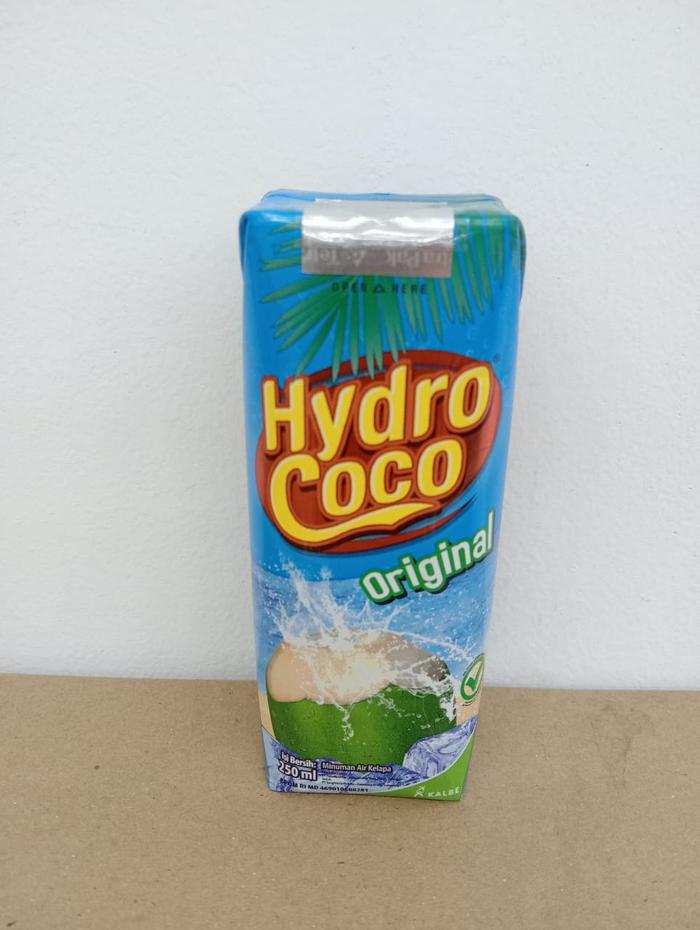 OPEN HERE
Hydro
Coco
®
Original
Isi Bersih:
250 ml
Minuman Air Kelapa
KALBE